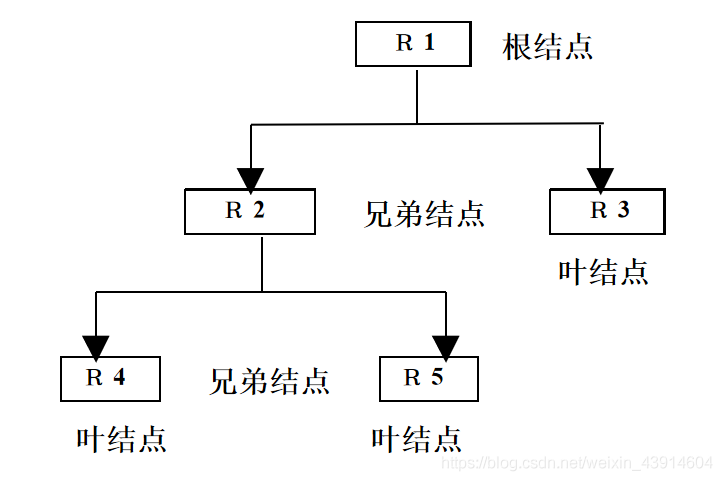 R 1 根结点
R 2 兄弟结点 R 3
叶结点
R 4 兄弟结点 R 5
叶结点 叶结点
https://blog.csdn.net/weixin_43914604